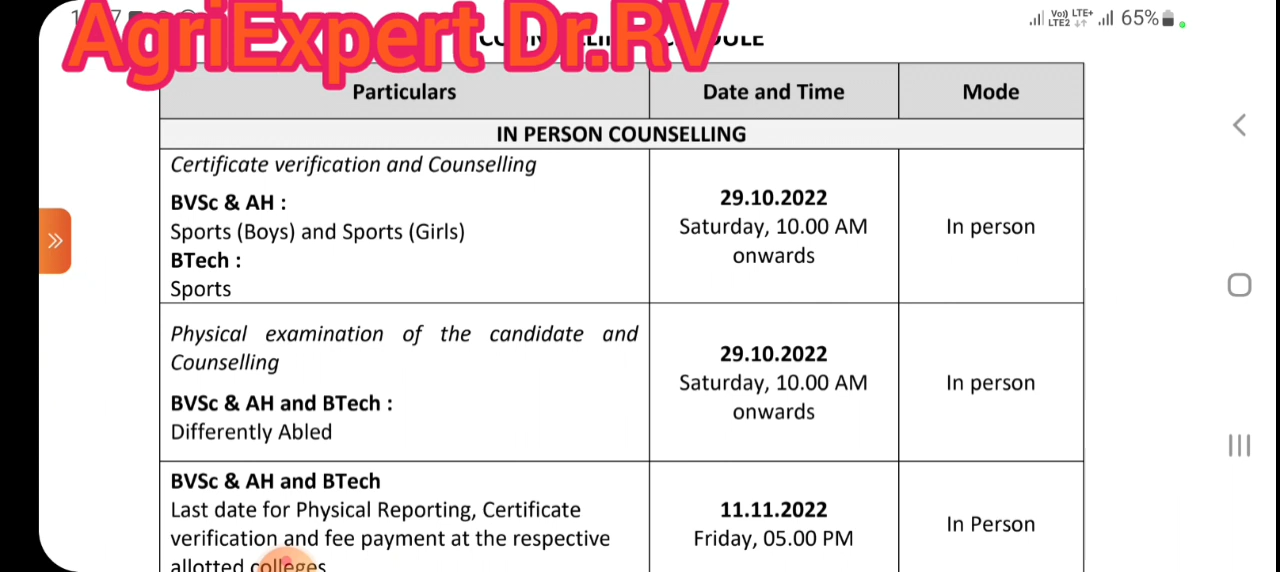 AgriExpert Dr.RV
Voo) LTE+
LTE2 65%
Particulars Date and Time Mode
IN PERSON COUNSELLING
Certificate verification and Counselling
BVSc & AH :
Sports (Boys) and Sports (Girls)
BTech :
Sports
29.10.2022
Saturday, 10.00 AM
onwards
In person
Physical examination of the candidate and
Counselling
BVSc & AH and BTech :
Differently Abled
29.10.2022
Saturday, 10.00 AM
onwards
In person
BVSc & AH and BTech
Last date for Physical Reporting, Certificate
verification and fee payment at the respective
allotted colleges
11.11.2022
Friday, 05.00 PM
In Person